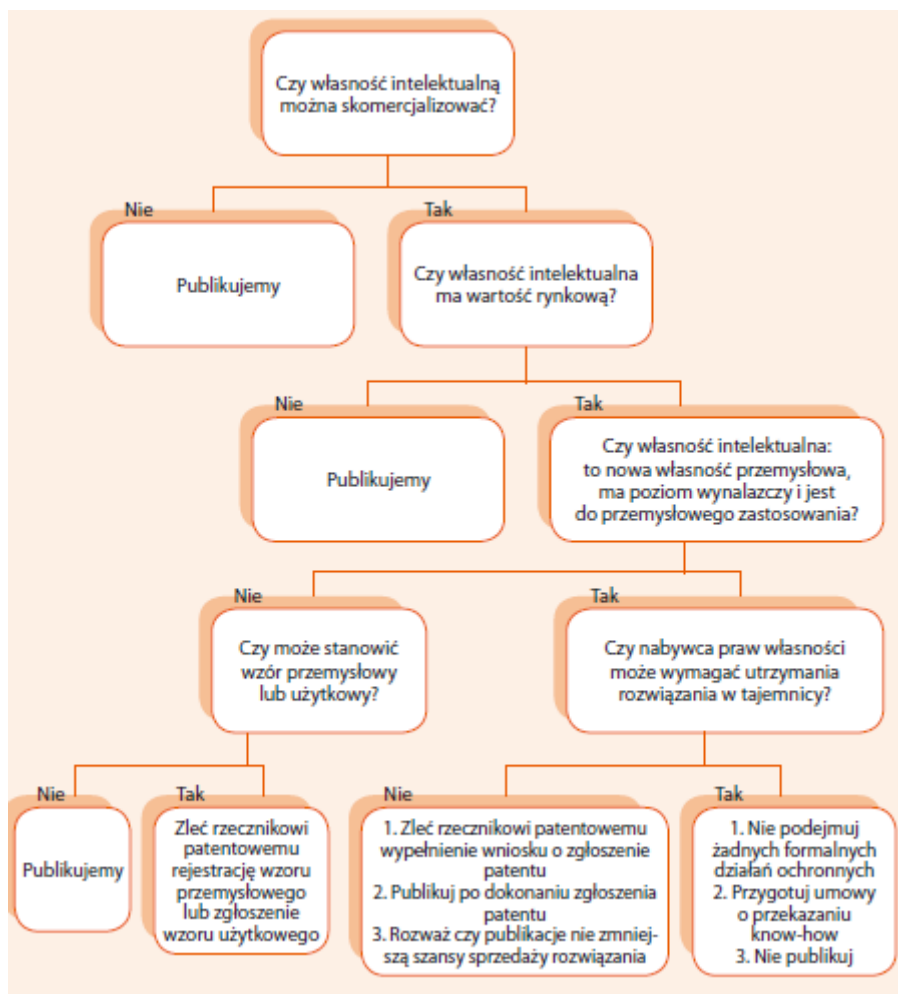 Czy własność intelektualną
można skomercjalizować?
Nie
Tak
Publikujemy
Czy własność intelektualna
ma wartość rynkową?
Nie
Tak
Publikujemy
Czy własność intelektualna:
to nowa własność przemysłowa,
ma poziom wynalazczy i jest
do przemysłowego zastosowania?
Nie
Tak
Czy może stanowić
wzór przemysłowy
lub użytkowy?
Czy nabywca praw własności
może wymagać utrzymania
rozwiązania w tajemnicy?
Nie
Tak
Nie
Tak
Publikujemy
Zleć rzecznikowi
patentowemu
rejestrację wzoru
przemysłowego
lub zgłoszenie
wzoru użytkowego
1. Zleć rzecznikowi patentowemu
wypełnienie wniosku o zgłoszenie
patentu
2. Publikuj po dokonaniu zgłoszenia
patentu
3. Rozważ czy publikacje nie zmniej-
szą szansy sprzedaży rozwiązania
1. Nie podejmuj
żadnych formalnych
działań ochronnych
2. Przygotuj umowy
o przekazaniu
know-how
3. Nie publikuj